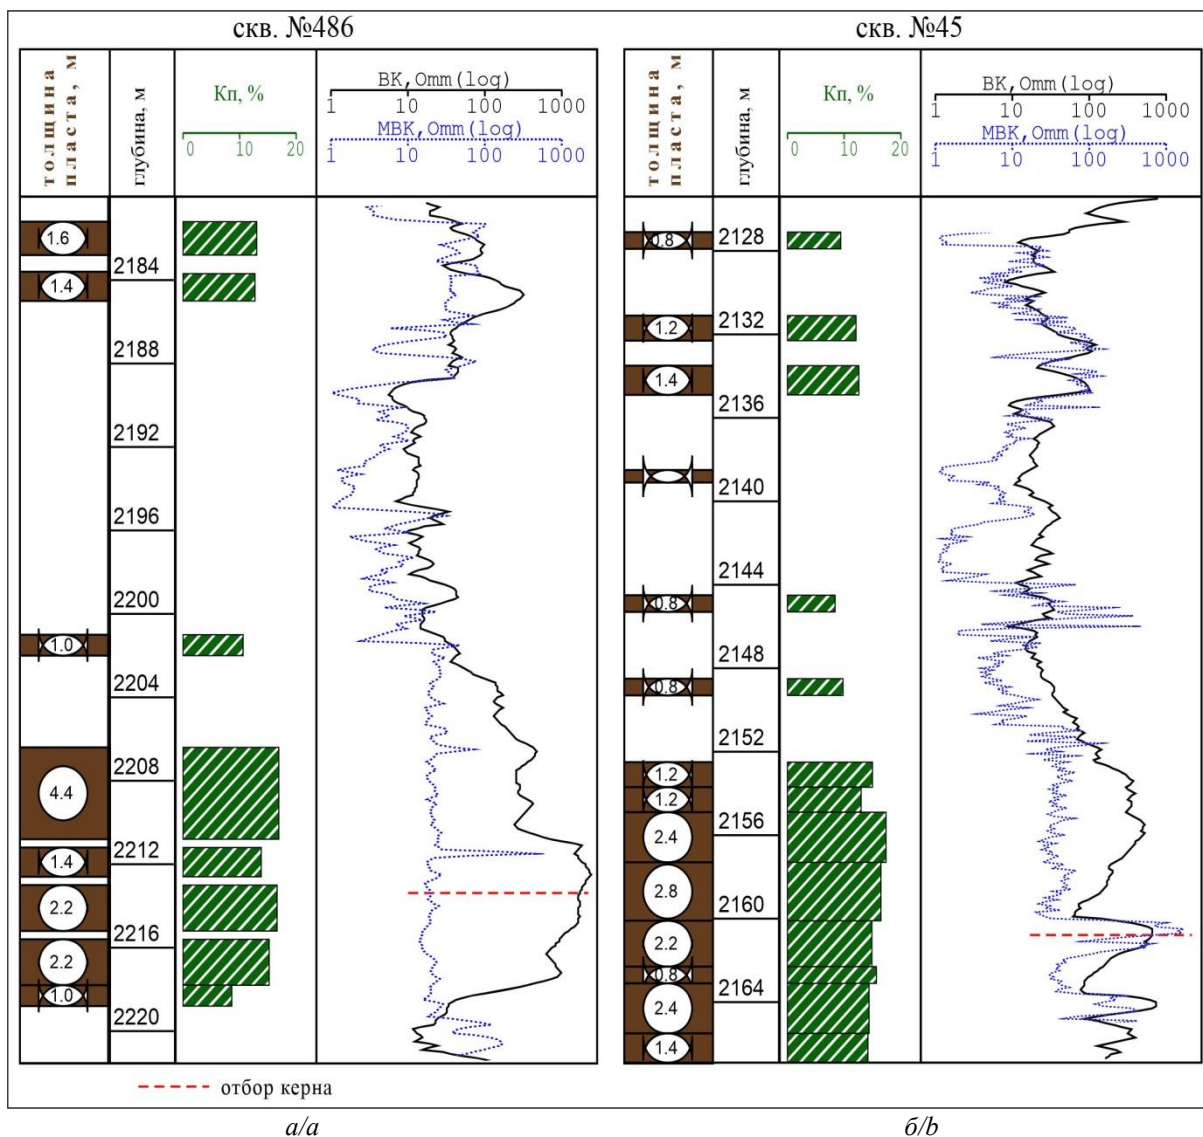 скв. №486
скв. №45
толщина пласта, м
глубина, м
Кп, %
0 10 20
BK,Omm(log)
1 10 100 1000
MBK,Omm(log)
1 10 100 1000
толщина пласта, м
глубина, м
Кп, %
0 10 20
BK,Omm(log)
1 10 100 1000
MBK,Omm(log)
1 10 100 1000
1.6
1.4
1.0
4.4
1.4
2.2
2.2
1.0
2184
2188
2192
2196
2200
2204
2208
2212
2216
2220
0.8
1.2
1.4
0.8
0.8
1.2
1.2
2.4
2.8
2.2
0.8
2.4
1.4
2128
2132
2136
2140
2144
2148
2152
2156
2160
2164
отбор керна
а/a
б/b